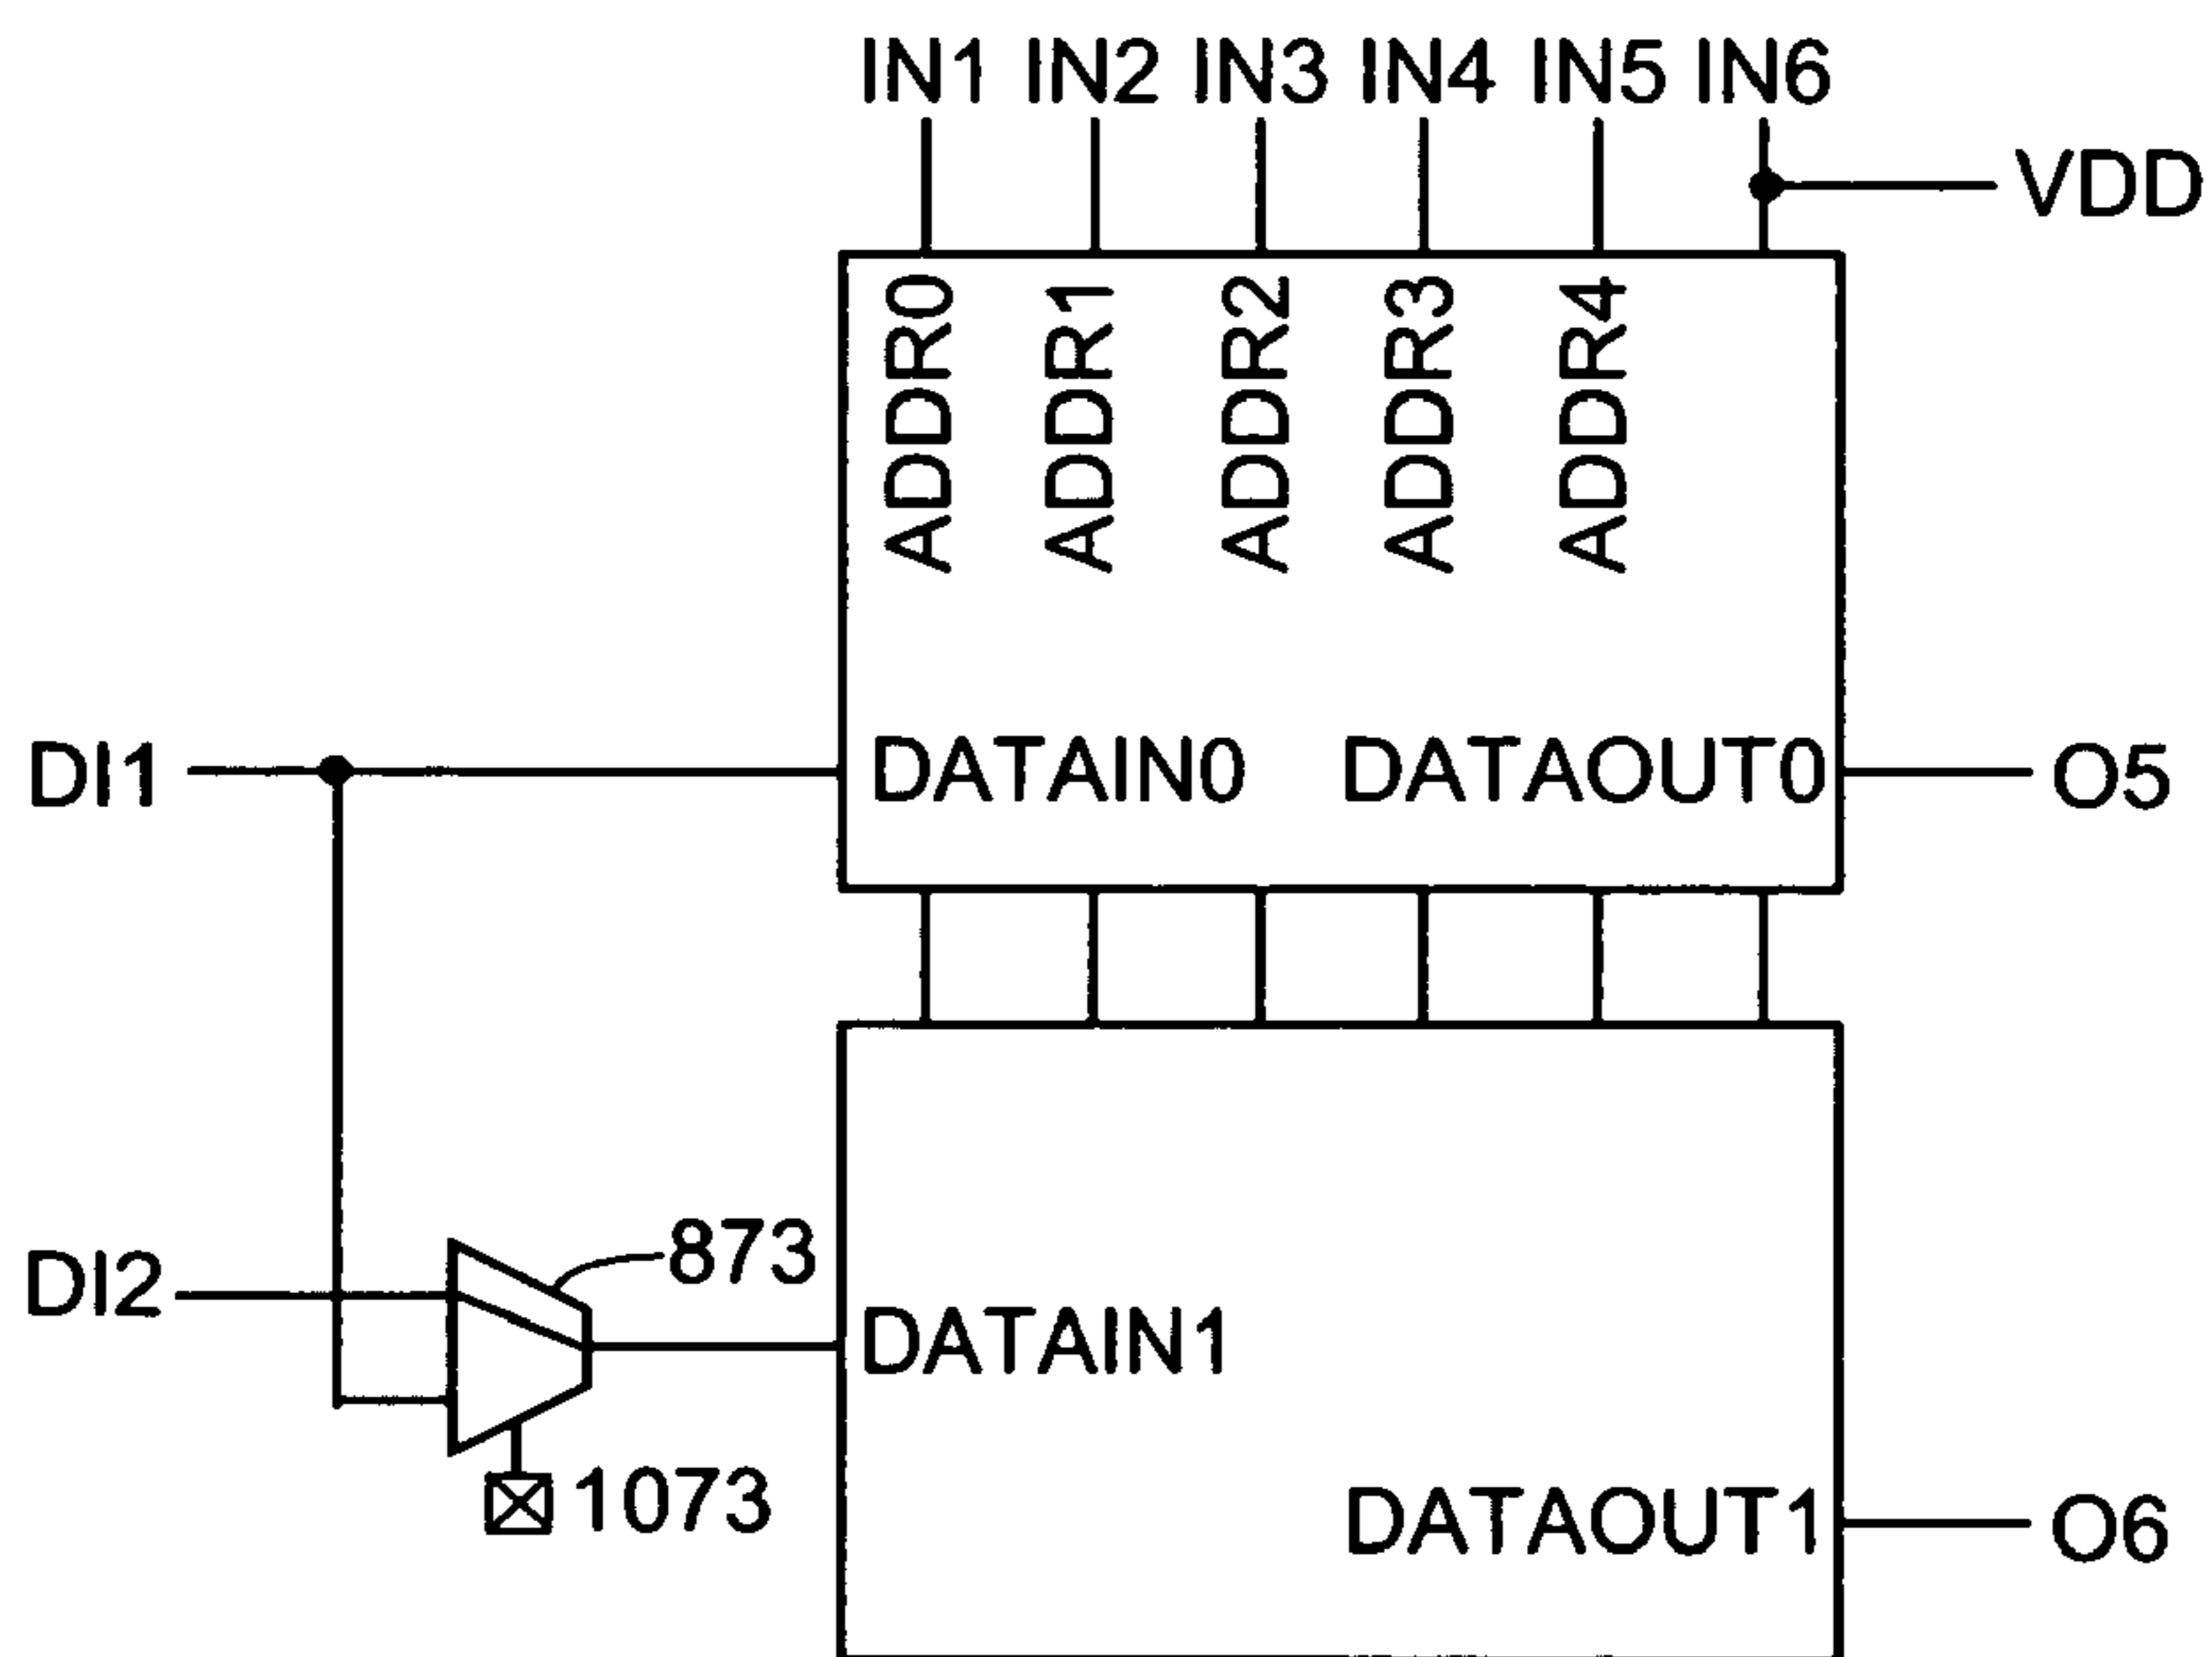 IN1 IN2 IN3 IN4 IN5 IN6
VDD
ADDR0 ADDR1 ADDR2 ADDR3 ADDR4
DI1 DATAIN0 DATAOUT0 O5
DI2 873
DATAIN1
1073 DATAOUT1 O6